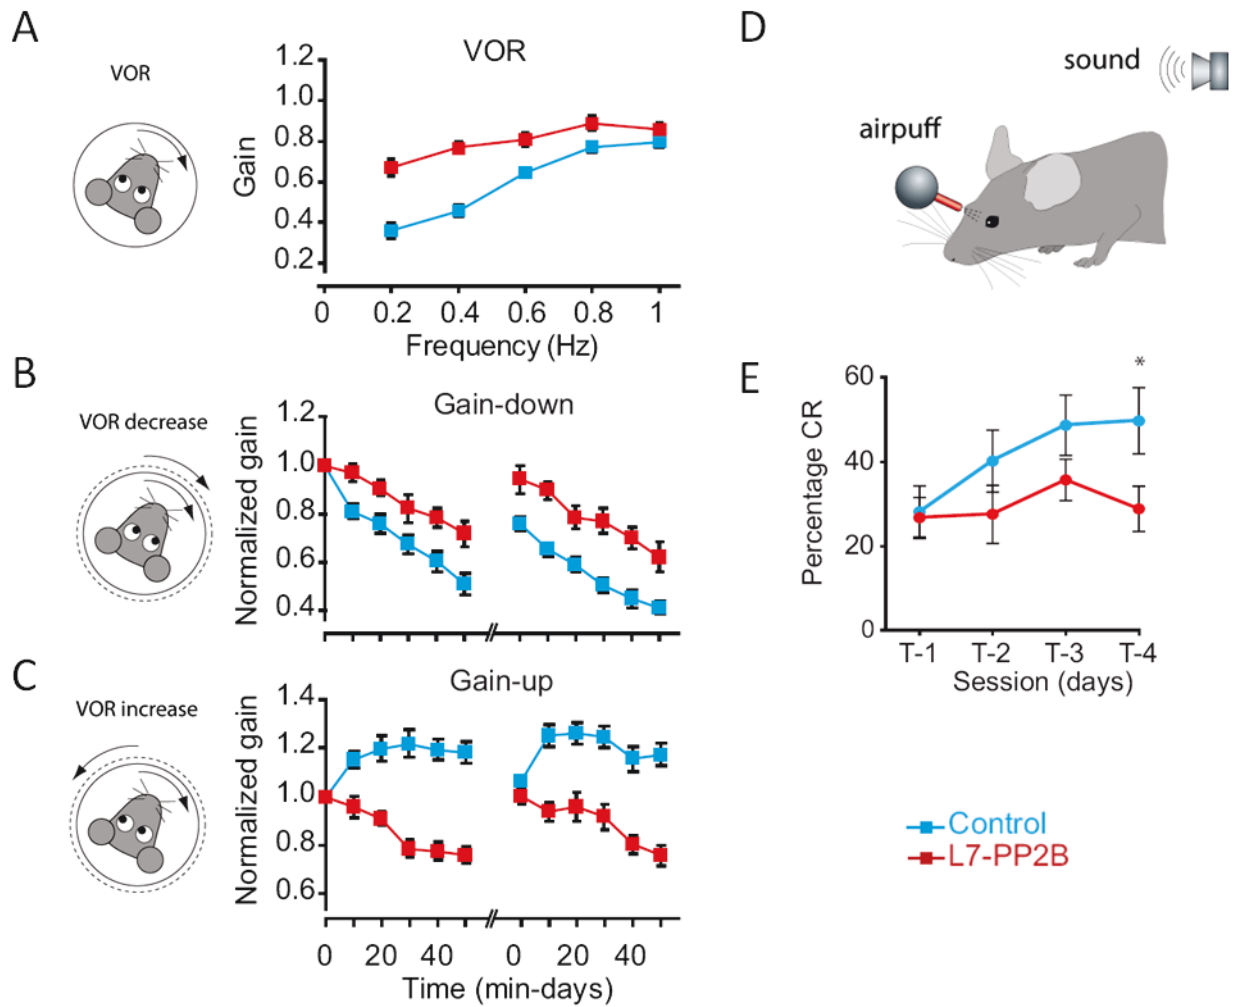 A
VOR
VOR
1.2
1.0
0.8
0.6
0.4
0.2
Gain
0 0.2 0.4 0.6 0.8 1
Frequency (Hz)
B
VOR decrease
Gain-down
1.2
1.0
0.8
0.6
0.4
Normalized gain
C
VOR increase
Gain-up
1.4
1.2
1.0
0.8
0.6
Normalized gain
0 20 40 0 20 40
Time (min-days)
D
sound
airpuff
E
*
60
40
20
0
Percentage CR
T-1 T-2 T-3 T-4
Session (days)
Control
L7-PP2B